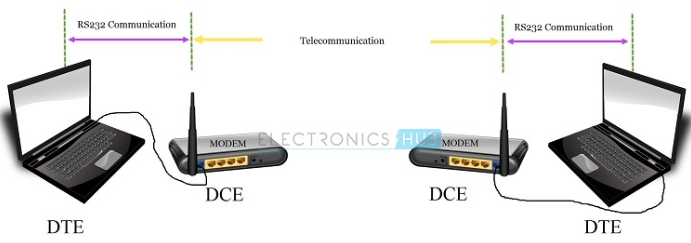 RS232 Communication
Telecommunication
RS232 Communication
MODEM
ELECTRONICS HUB
MODEM
DCE
DCE
DTE
DTE